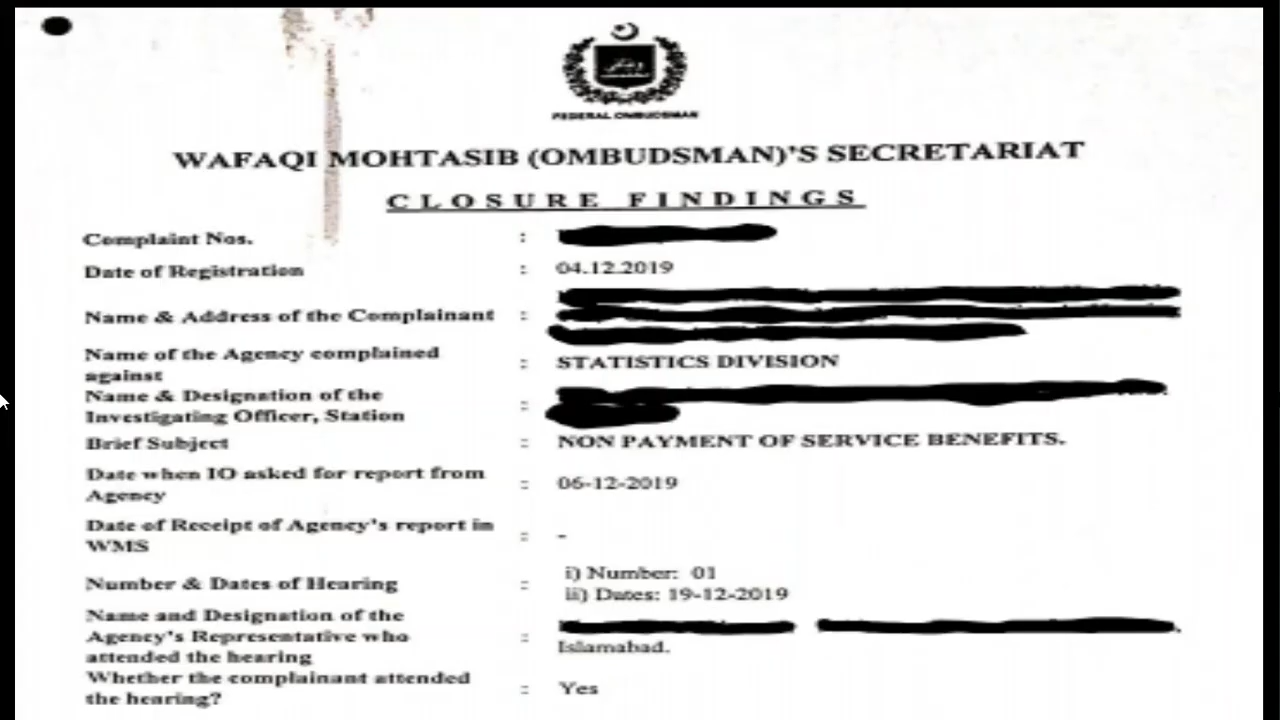 FEDERAL OMBUDSMAN
WAFAQI MOHTASIB (OMBUDSMAN)'S SECRETARIAT
CLOSURE FINDINGS
Complaint Nos. :
Date of Registration : 04.12.2019
Name & Address of the Complainant :
Name of the Agency complained
against : STATISTICS DIVISION
Name & Designation of the
Investigating Officer, Station :
Brief Subject : NON PAYMENT OF SERVICE BENEFITS.
Date when IO asked for report from
Agency : 06-12-2019
Date of Receipt of Agency's report in
WMS : -
Number & Dates of Hearing : i) Number: 01
ii) Dates: 19-12-2019
Name and Designation of the
Agency's Representative who
attended the hearing : Islamabad.
Whether the complainant attended
the hearing? : Yes